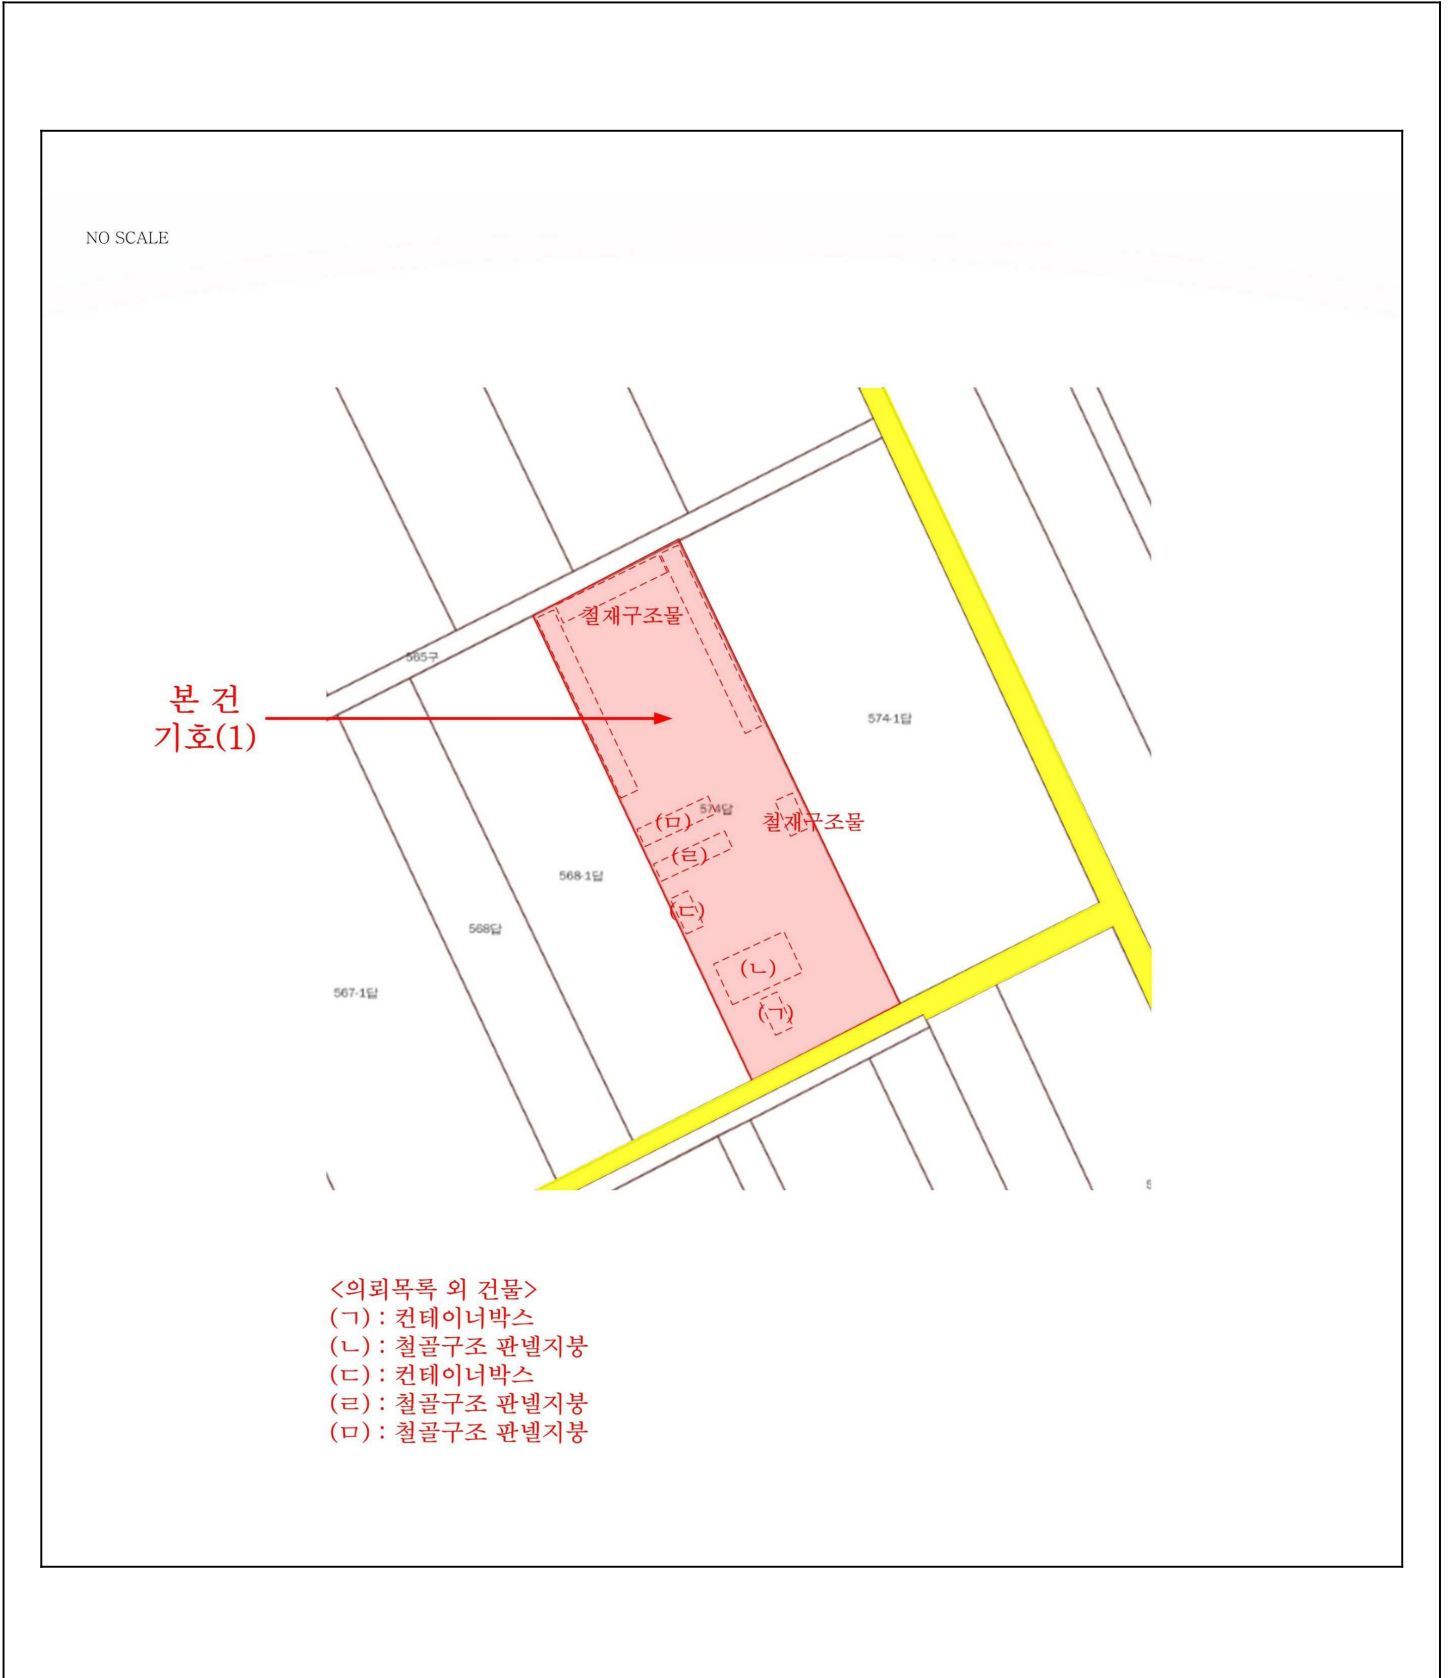 NO SCALE
철재구조물
565구
본 건
기호(1)
574-1답
574답
(ㅁ)
철재구조물
(ㄹ)
568-1답
(ㄷ)
568답
(ㄴ)
567-1답
(ㄱ)
<의뢰목록 외 건물>
(ㄱ) : 컨테이너박스
(ㄴ) : 철골구조 판넬지붕
(ㄷ) : 컨테이너박스
(ㄹ) : 철골구조 판넬지붕
(ㅁ) : 철골구조 판넬지붕